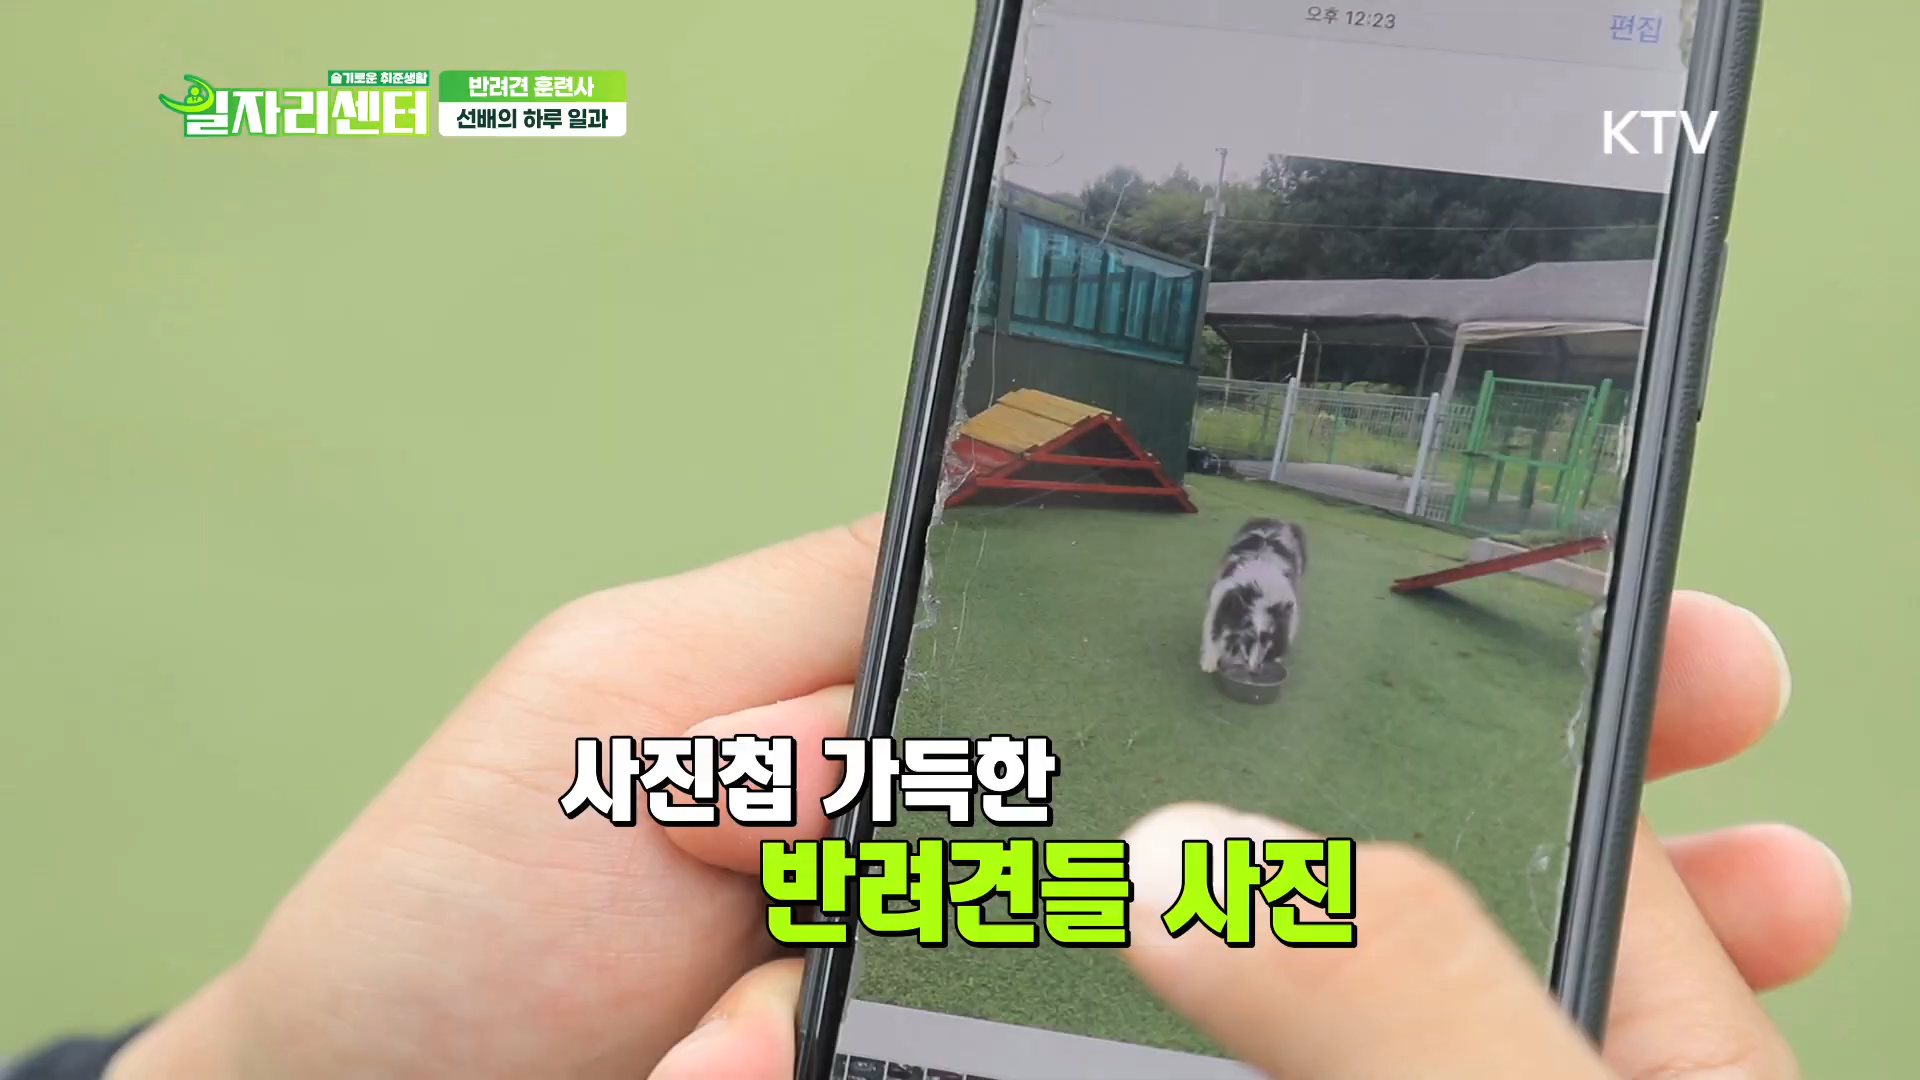 슬기로운 취준생활
일자리센터
반려견 훈련사
선배의 하루 일과
오후 12:23
편집
KTV
사진첩 가득한
반려견들 사진